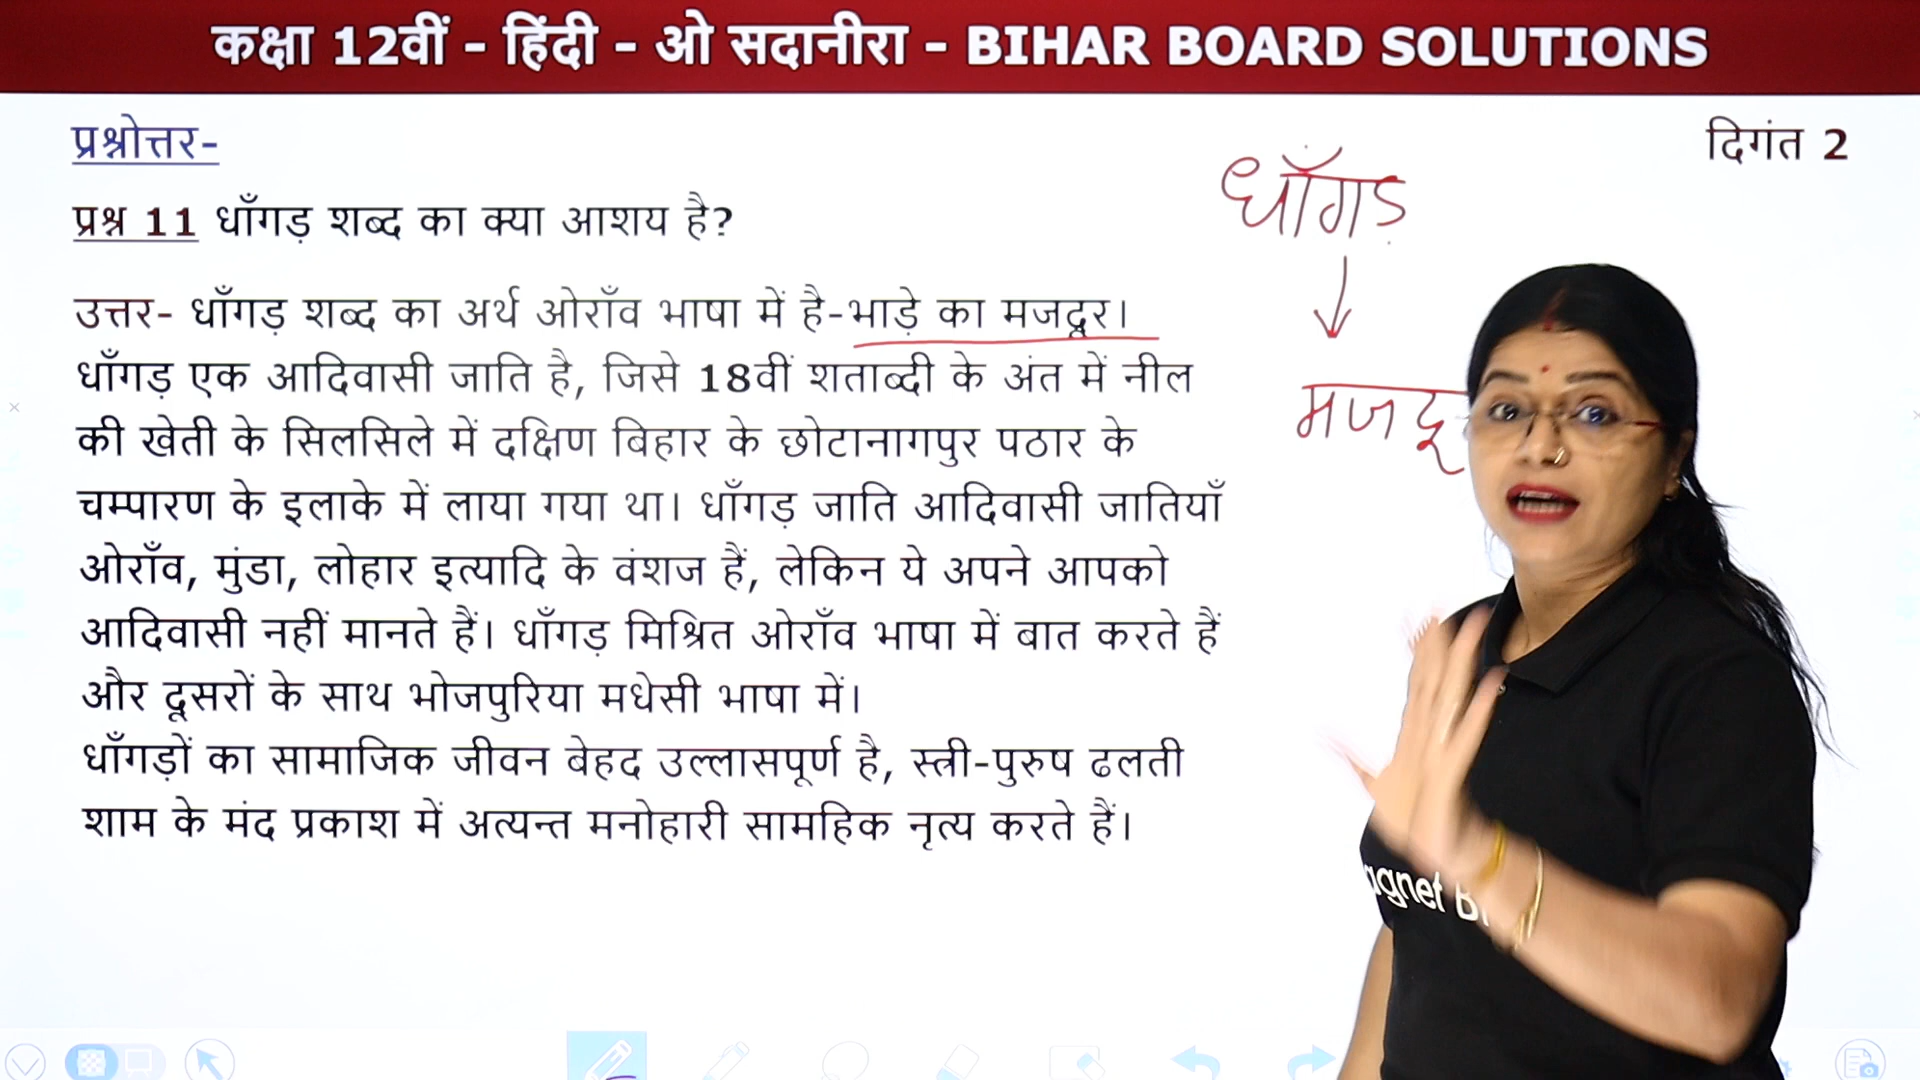 कक्षा 12वीं - हिंदी - ओ सदानीरा - BIHAR BOARD SOLUTIONS
प्रश्नोत्तर-
दिगंत 2
प्रश्न 11 धाँगड़ शब्द का क्या आशय है?
धाँगड़
उत्तर- धाँगड़ शब्द का अर्थ ओराँव भाषा में है-भाड़े का मजदूर।
धाँगड़ एक आदिवासी जाति है, जिसे 18वीं शताब्दी के अंत में नील
मजदू
की खेती के सिलसिले में दक्षिण बिहार के छोटानागपुर पठार के
चम्पारण के इलाके में लाया गया था। धाँगड़ जाति आदिवासी जातियाँ
ओराँव, मुंडा, लोहार इत्यादि के वंशज हैं, लेकिन ये अपने आपको
आदिवासी नहीं मानते हैं। धाँगड़ मिश्रित ओराँव भाषा में बात करते हैं
और दूसरों के साथ भोजपुरिया मधेसी भाषा में।
धाँगड़ों का सामाजिक जीवन बेहद उल्लासपूर्ण है, स्त्री-पुरुष ढलती
शाम के मंद प्रकाश में अत्यन्त मनोहारी सामहिक नृत्य करते हैं।
agnet B